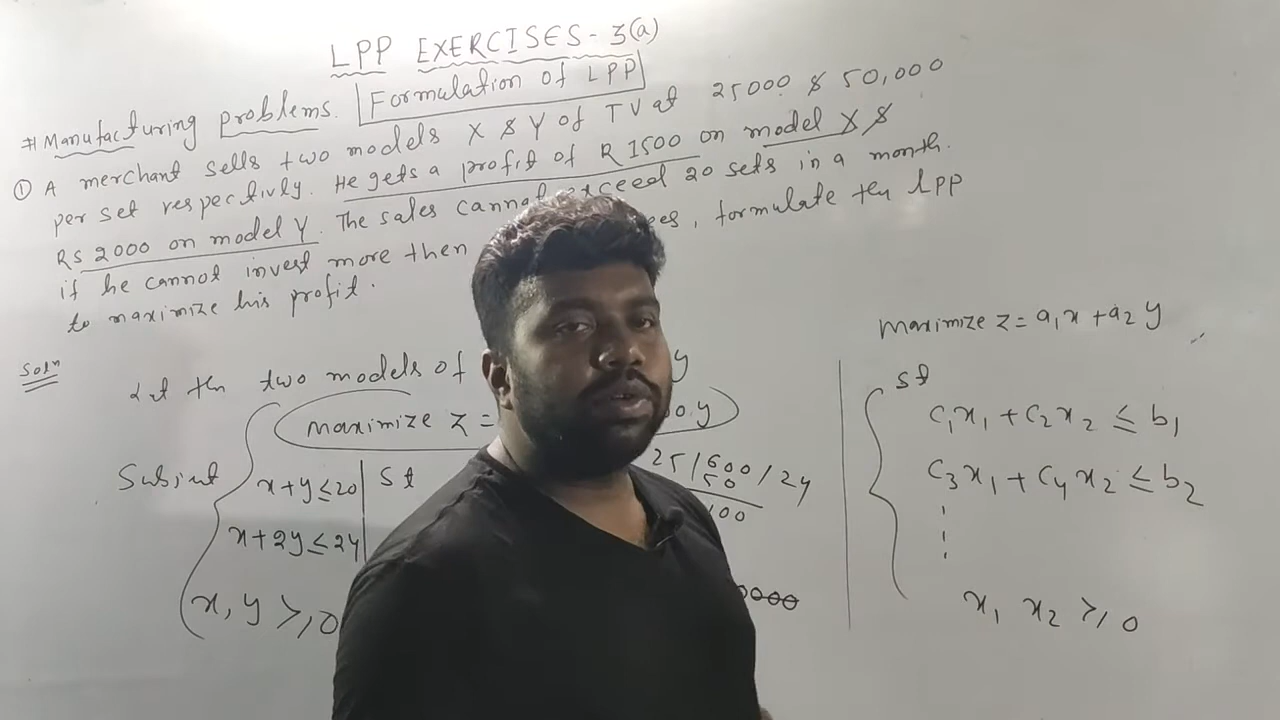 LPP EXERCISES - 3(a)
# Manufacturing problems. Formulation of LPP
① A merchant sells two models X & Y of TV at 25000 & 50,000
per set respectively. He gets a profit of R 1500 on model X &
RS 2000 on model Y. The sales cannot exceed 20 sets in a month.
if he cannot invest more then ees, formulate the LPP
to maximize his profit.
Soln
Let the two models of y
maximize z = 0.y
Subject
x+y≤20
St
x+2y≤24
x, y >, 0
25/600/24
50
100
0000
maximize z = a₁x + a₂y
St
C₁x₁ + C₂x₂ ≤ b₁
C₃x₁ + C₄x₂ ≤ b₂
x₁ x₂ >, 0